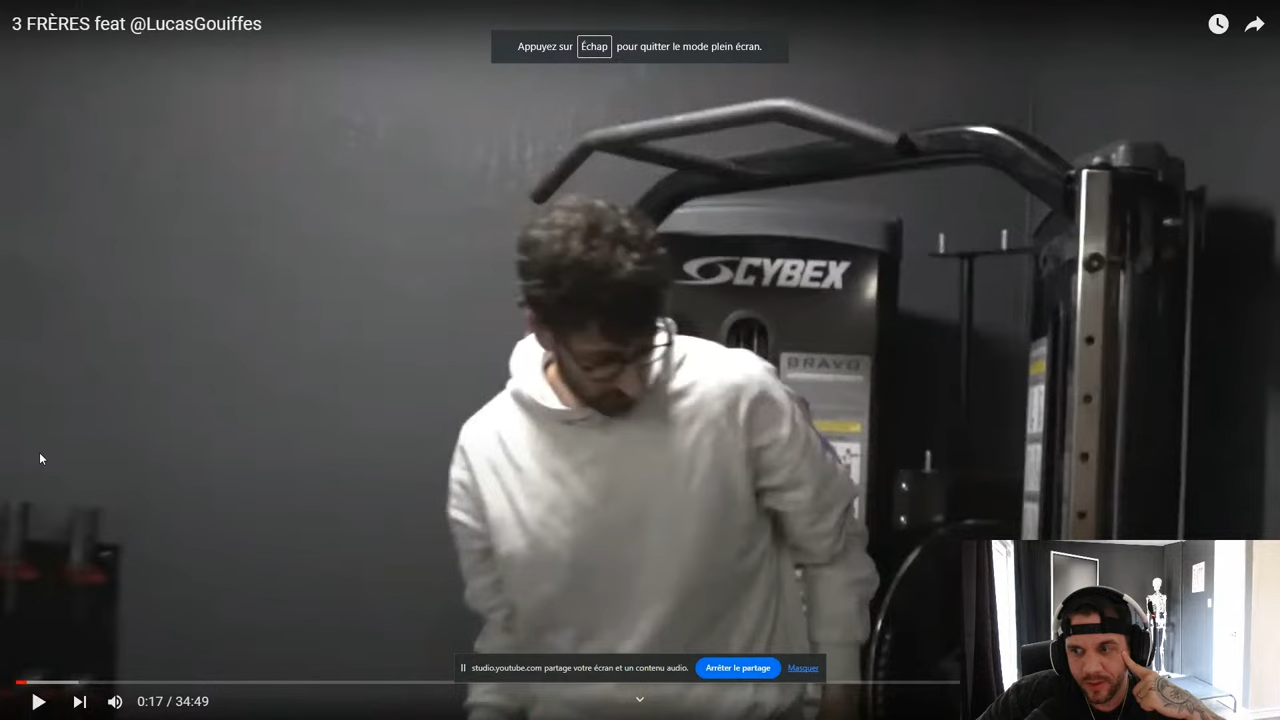 3 FRÈRES feat @LucasGouiffes
Appuyez sur Échap pour quitter le mode plein écran.
CYBEX
BRAVO
studio.youtube.com partage votre écran et un contenu audio. Arrêter le partage Masquer
0:17 / 34:49